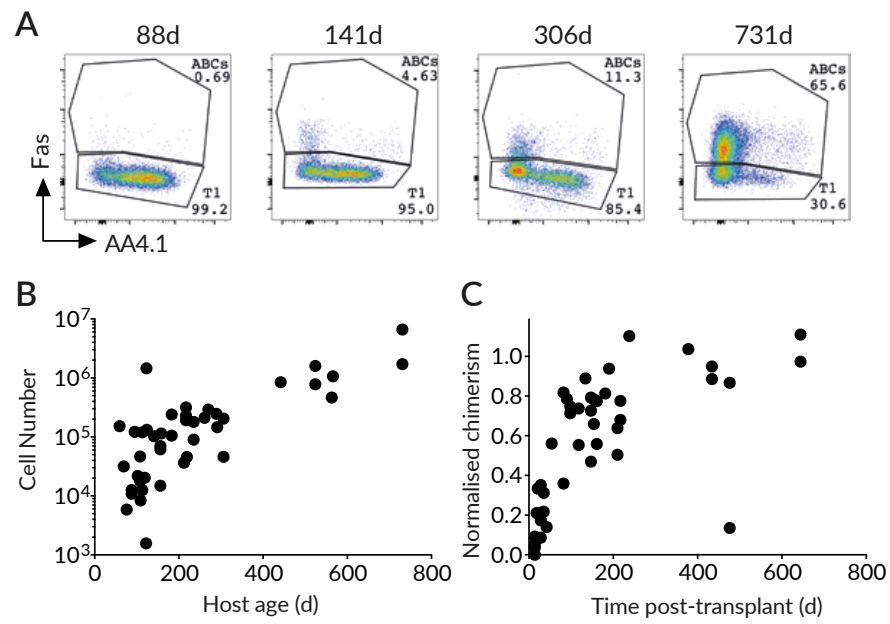 A
88d
141d
306d
731d
ABCs
0.69
T1
99.2
ABCs
4.63
T1
95.0
ABCs
11.3
T1
85.4
ABCs
65.6
T1
30.6
Fas
AA4.1
B
10⁷
10⁶
10⁵
10⁴
10³
Cell Number
0
200
400
600
800
Host age (d)
C
1.0
0.8
0.6
0.4
0.2
0.0
Normalised chimerism
0
200
400
600
800
Time post-transplant (d)